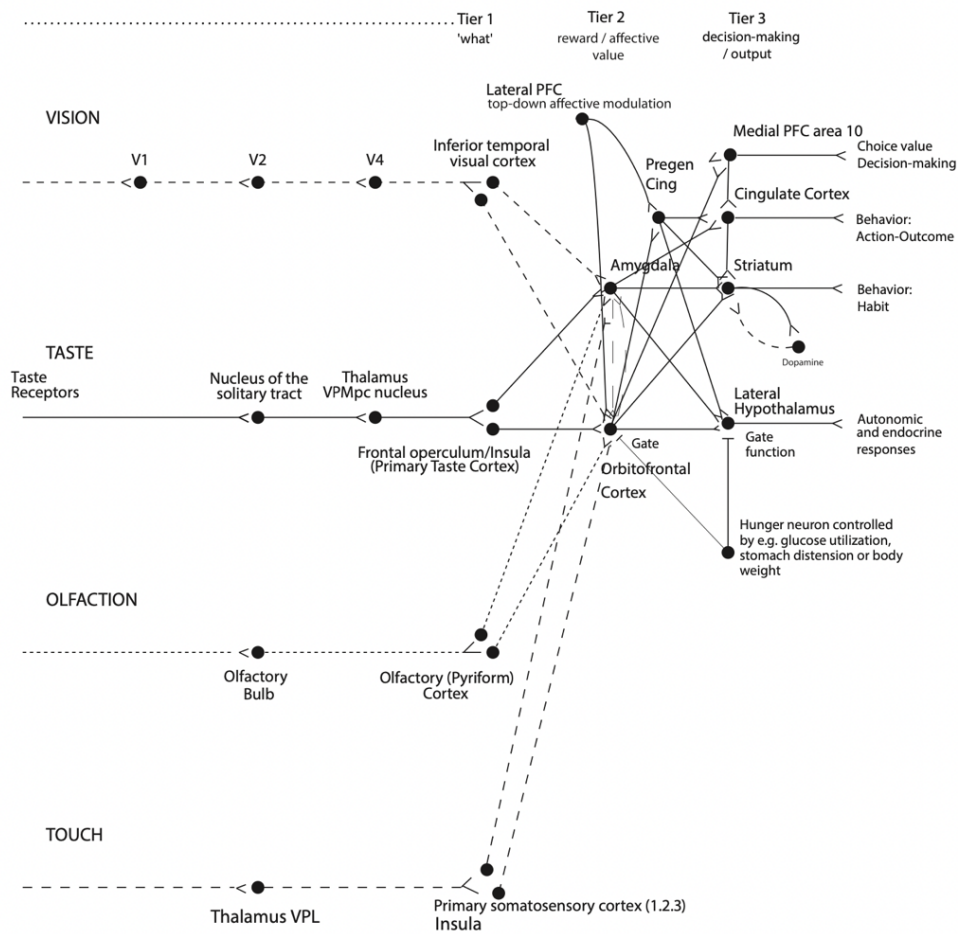 Tier 1
'what'
Tier 2
reward / affective
value
Tier 3
decision-making
/ output
Lateral PFC
top-down affective modulation
VISION
V1
V2
V4
Inferior temporal
visual cortex
Pregen
Cing
Medial PFC area 10
Choice value
Decision-making
Cingulate Cortex
Behavior:
Action-Outcome
Amygdala
Striatum
Behavior:
Habit
Dopamine
TASTE
Taste
Receptors
Nucleus of the
solitary tract
Thalamus
VPMpc nucleus
Frontal operculum/Insula
(Primary Taste Cortex)
Gate
Orbitofrontal
Cortex
Lateral
Hypothalamus
Gate
function
Autonomic
and endocrine
responses
Hunger neuron controlled
by e.g. glucose utilization,
stomach distension or body
weight
OLFACTION
Olfactory
Bulb
Olfactory (Pyriform)
Cortex
TOUCH
Thalamus VPL
Primary somatosensory cortex (1.2.3)
Insula